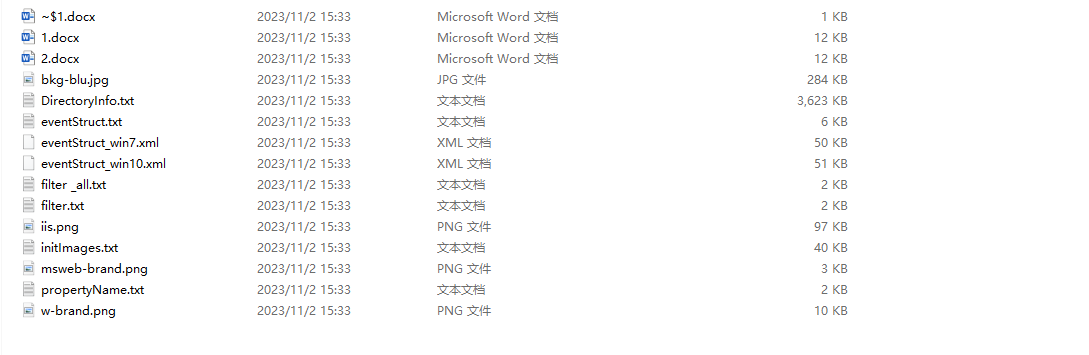 ~$1.docx 2023/11/2 15:33 Microsoft Word 文档 1 KB
1.docx 2023/11/2 15:33 Microsoft Word 文档 12 KB
2.docx 2023/11/2 15:33 Microsoft Word 文档 12 KB
bkg-blu.jpg 2023/11/2 15:33 JPG 文件 284 KB
DirectoryInfo.txt 2023/11/2 15:33 文本文档 3,623 KB
eventStruct.txt 2023/11/2 15:33 文本文档 6 KB
eventStruct_win7.xml 2023/11/2 15:33 XML 文档 50 KB
eventStruct_win10.xml 2023/11/2 15:33 XML 文档 51 KB
filter _all.txt 2023/11/2 15:33 文本文档 2 KB
filter.txt 2023/11/2 15:33 文本文档 2 KB
iis.png 2023/11/2 15:33 PNG 文件 97 KB
initImages.txt 2023/11/2 15:33 文本文档 40 KB
msweb-brand.png 2023/11/2 15:33 PNG 文件 3 KB
propertyName.txt 2023/11/2 15:33 文本文档 2 KB
w-brand.png 2023/11/2 15:33 PNG 文件 10 KB